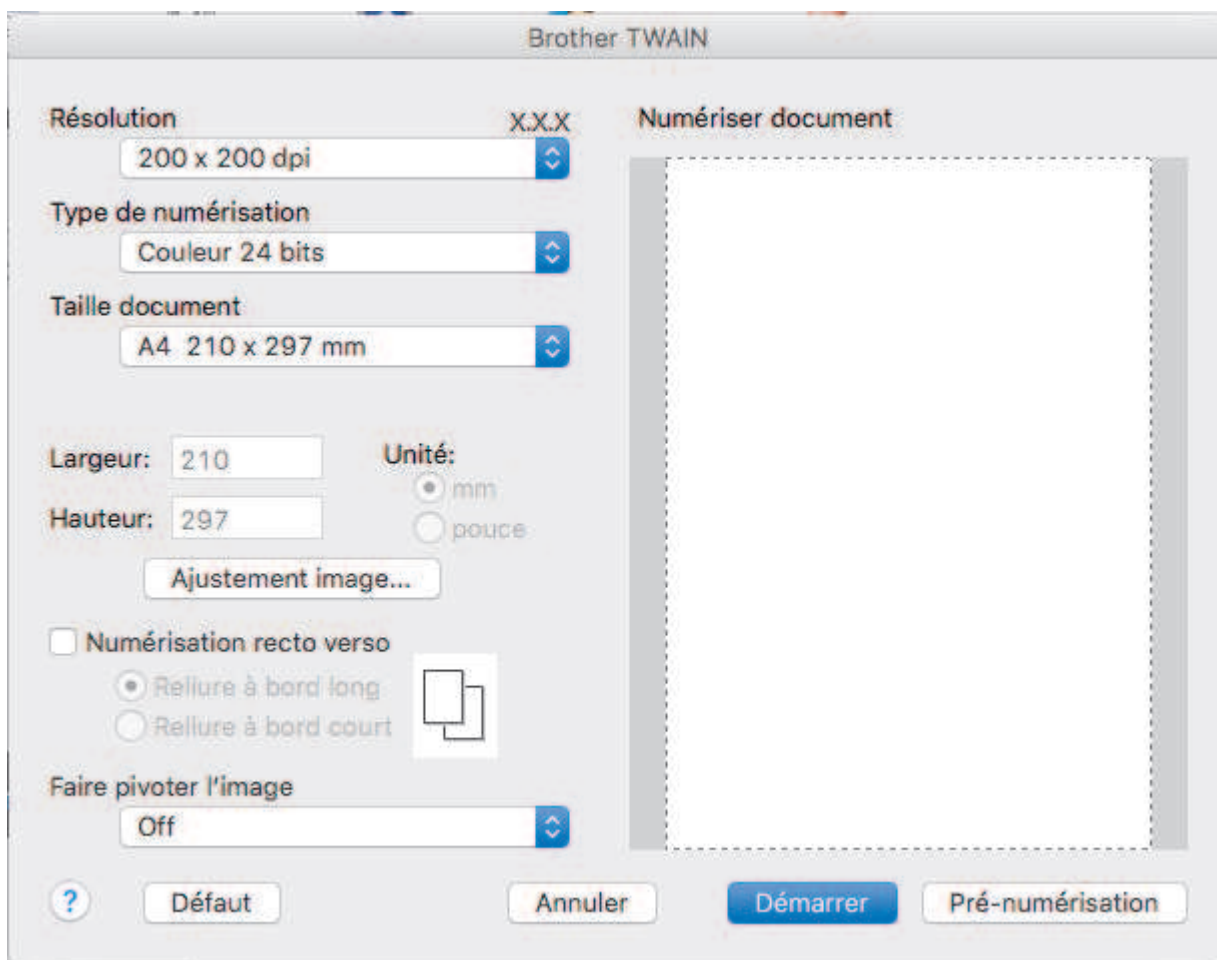 Brother TWAIN
Résolution
X.X.X
200 x 200 dpi
Type de numérisation
Couleur 24 bits
Taille document
A4 210 x 297 mm
Largeur: 210
Hauteur: 297
Unité:
mm
pouce
Ajustement image...
Numérisation recto verso
Reliure à bord long
Reliure à bord court
Faire pivoter l'image
Off
? Défaut Annuler Démarrer Pré-numérisation
Numériser document